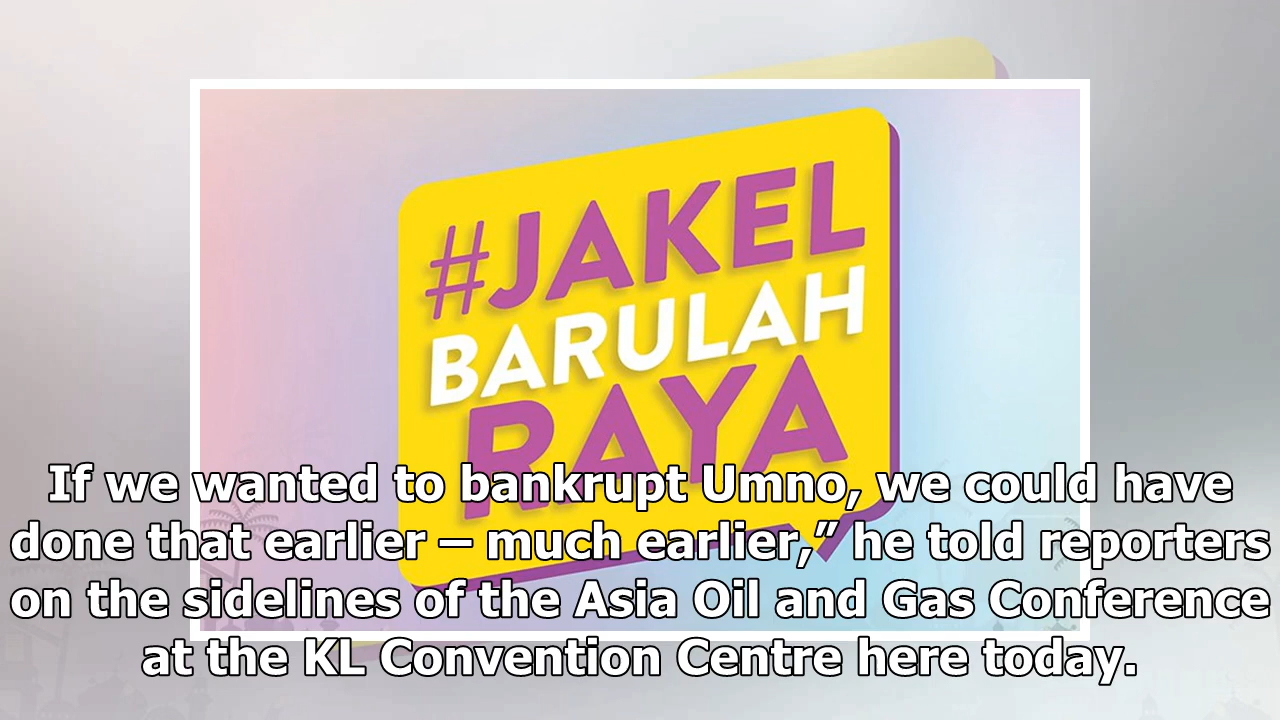 #JAKEL
BARULAH
RAYA
If we wanted to bankrupt Umno, we could have
done that earlier – much earlier,” he told reporters
on the sidelines of the Asia Oil and Gas Conference
at the KL Convention Centre here today.